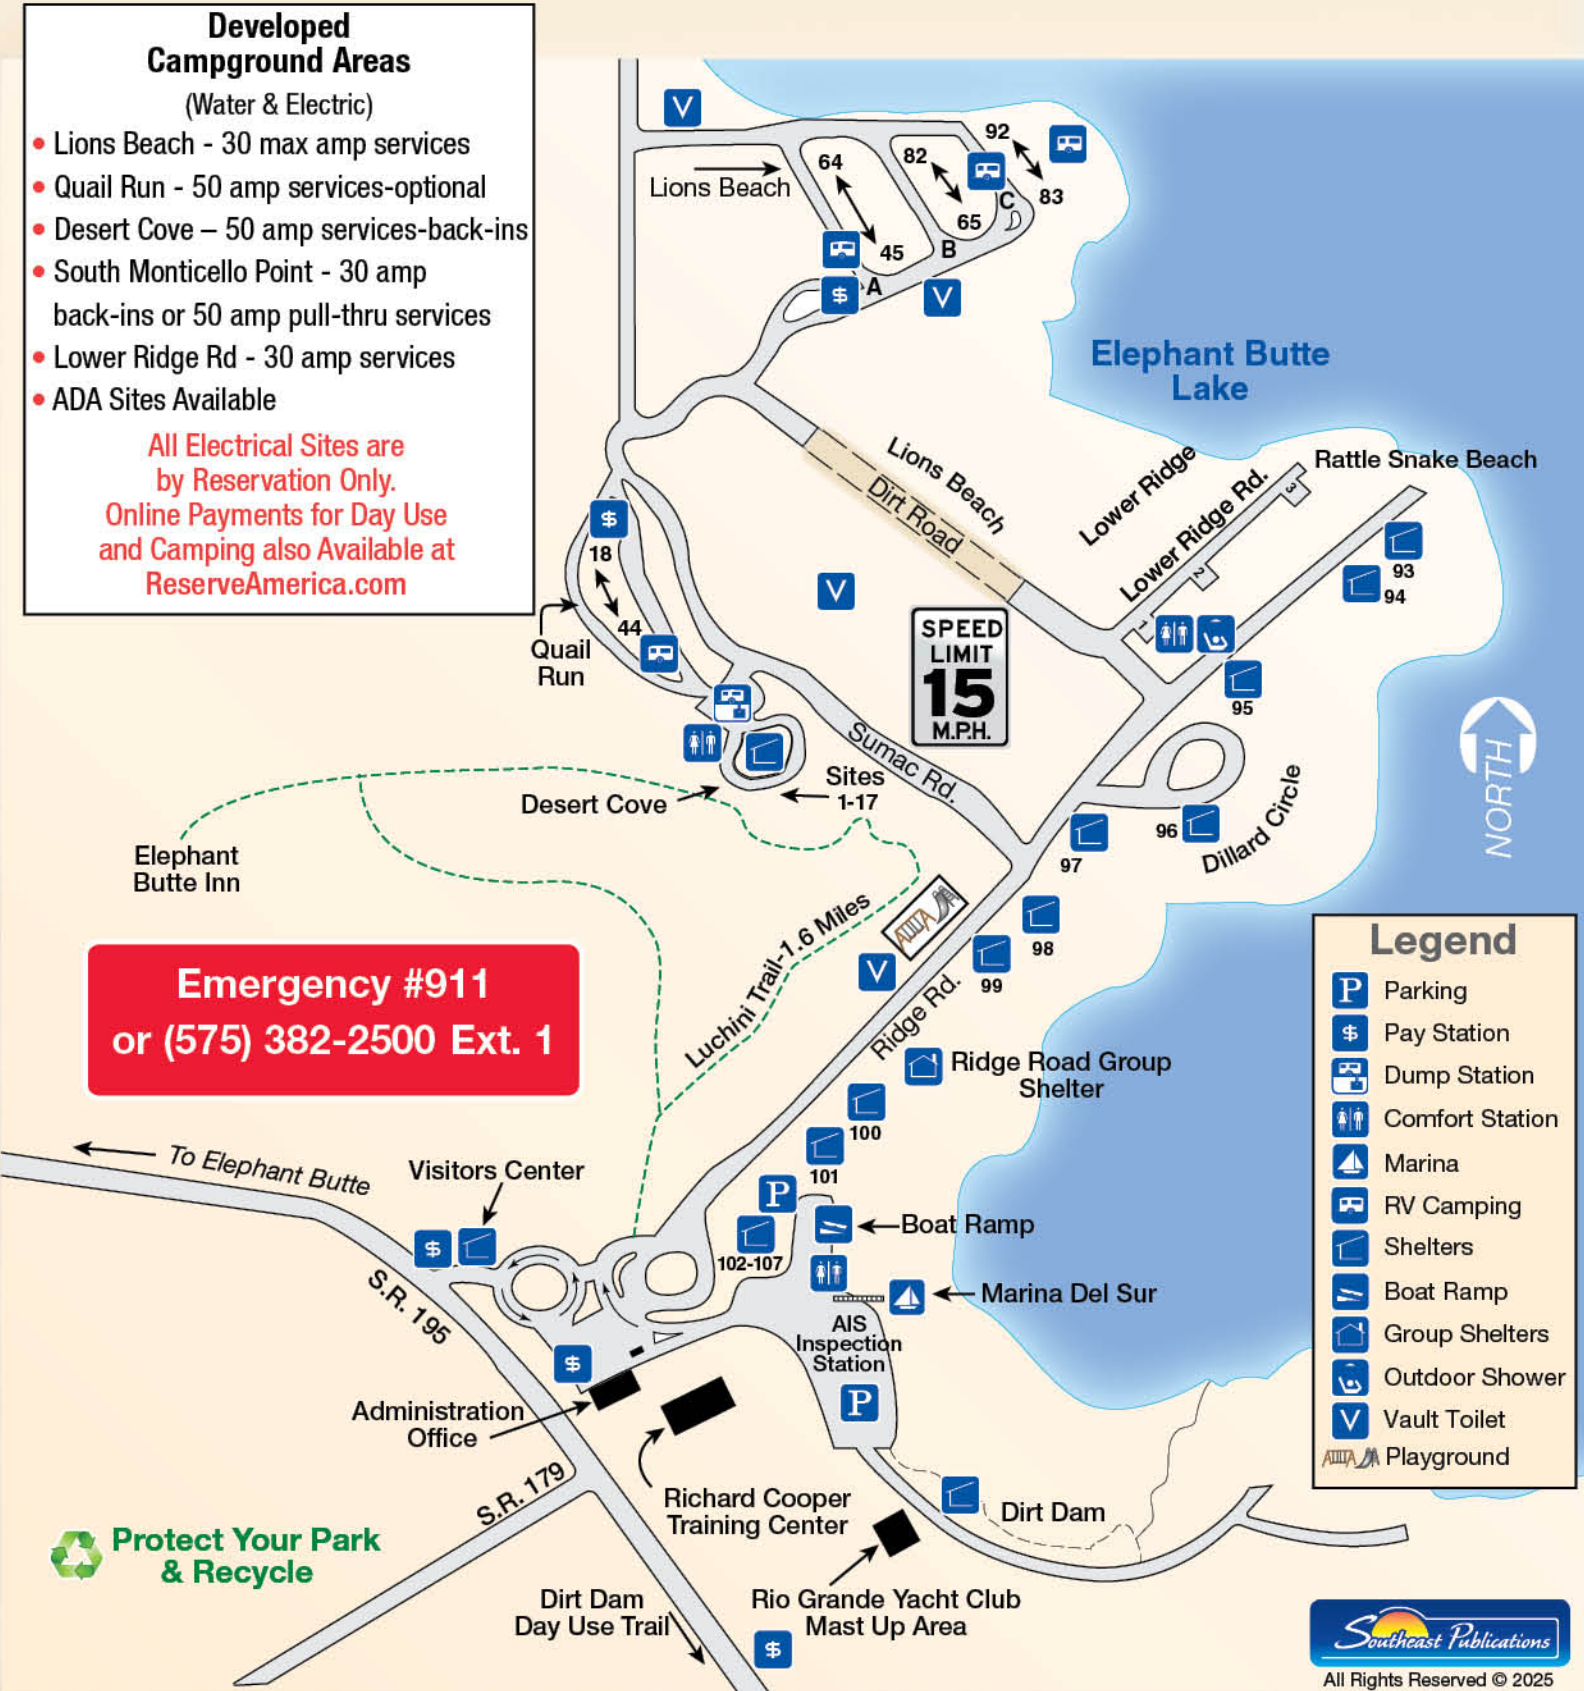 Developed
Campground Areas
(Water & Electric)
• Lions Beach - 30 max amp services
• Quail Run - 50 amp services-optional
• Desert Cove – 50 amp services-back-ins
• South Monticello Point - 30 amp
back-ins or 50 amp pull-thru services
• Lower Ridge Rd - 30 amp services
• ADA Sites Available
All Electrical Sites are
by Reservation Only.
Online Payments for Day Use
and Camping also Available at
ReserveAmerica.com
V
Lions Beach
64
45
82
65
92
83
C
B
A
$
V
Elephant Butte
Lake
Lions Beach
Dirt Road
Lower Ridge
Lower Ridge Rd.
3
2
1
Rattle Snake Beach
93
94
95
$
18
44
Quail
Run
V
SPEED
LIMIT
15
M.P.H.
Sumac Rd.
Desert Cove
Sites
1-17
96
Dillard Circle
97
NORTH
Elephant
Butte Inn
Luchini Trail-1.6 Miles
V
98
99
Ridge Rd.
Emergency #911
or (575) 382-2500 Ext. 1
Ridge Road Group
Shelter
100
101
P
102-107
To Elephant Butte
Visitors Center
$
Boat Ramp
Marina Del Sur
S.R. 195
AIS
Inspection
Station
P
$
Administration
Office
S.R. 179
Richard Cooper
Training Center
Dirt Dam
Protect Your Park
& Recycle
Dirt Dam
Day Use Trail
Rio Grande Yacht Club
Mast Up Area
$
Legend
P Parking
$ Pay Station
Dump Station
Comfort Station
Marina
RV Camping
Shelters
Boat Ramp
Group Shelters
Outdoor Shower
V Vault Toilet
Playground
Southeast Publications
All Rights Reserved © 2025